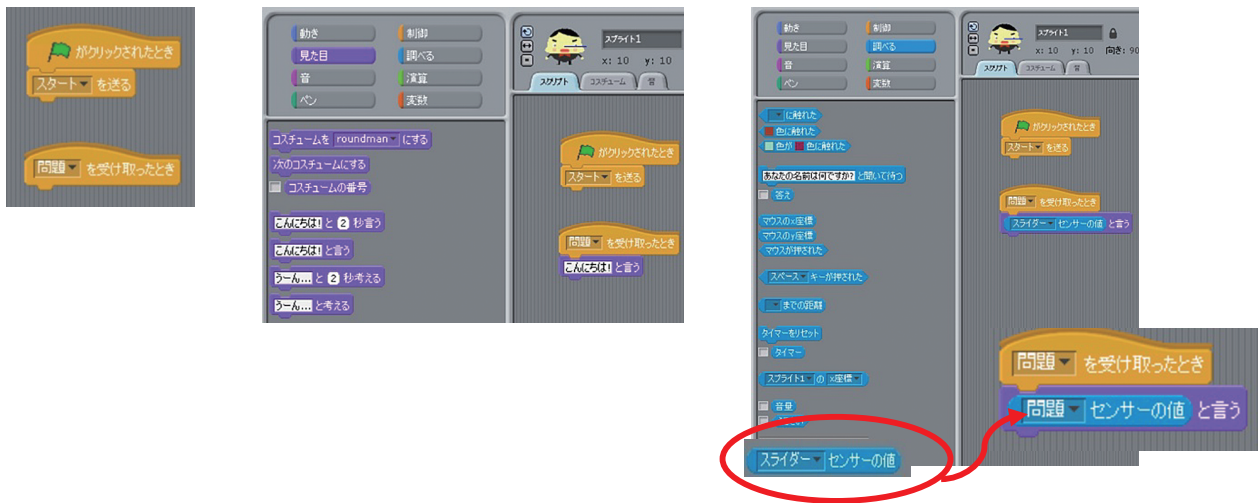 がクリックされたとき
スタート を送る
問題 を受け取ったとき
動き
制御
見た目
調べる
音
演算
ペン
変数
コスチュームを roundman にする
次のコスチュームにする
コスチュームの番号
こんにちは! と 2 秒言う
こんにちは! と言う
うーん... と 2 秒考える
うーん... と考える
スプライト1
x: 10 y: 10
スクリプト コスチューム 音
がクリックされたとき
スタート を送る
問題 を受け取ったとき
こんにちは! と言う
動き
制御
見た目
調べる
音
演算
ペン
変数
に触れた
色に触れた
色が 色に触れた
あなたの名前は何ですか? と聞いて待つ
答え
マウスのx座標
マウスのy座標
マウスが押された
スペース キーが押された
までの距離
タイマーをリセット
タイマー
スプライト1 の x座標
音量
スライダー センサーの値
スプライト1
x: 10 y: 10 向き: 90
スクリプト コスチューム 音
がクリックされたとき
スタート を送る
問題 を受け取ったとき
スライダー センサーの値 と言う
問題 を受け取ったとき
問題 センサーの値 と言う